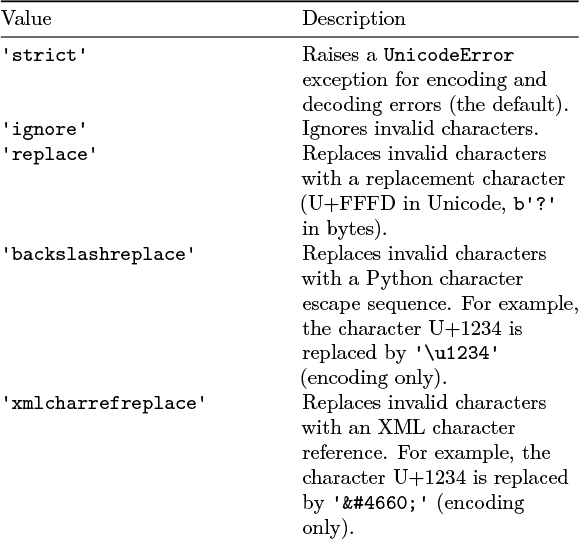 Value Description
'strict' Raises a UnicodeError
exception for encoding and
decoding errors (the default).
'ignore' Ignores invalid characters.
'replace' Replaces invalid characters
with a replacement character
(U+FFFD in Unicode, b'?'
in bytes).
'backslashreplace' Replaces invalid characters
with a Python character
escape sequence. For example,
the character U+1234 is
replaced by '\u1234'
(encoding only).
'xmlcharrefreplace' Replaces invalid characters
with an XML character
reference. For example, the
character U+1234 is replaced
by '&#4660;' (encoding
only).